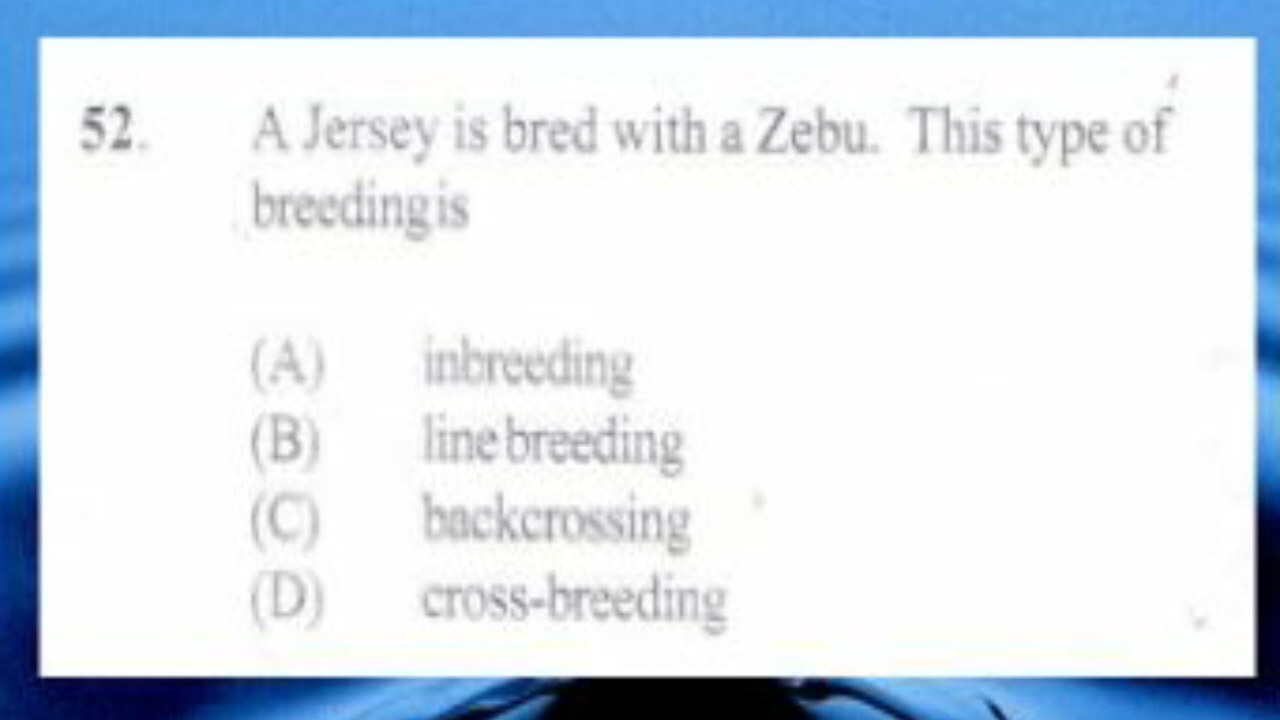 52. A Jersey is bred with a Zebu. This type of
breeding is
(A) inbreeding
(B) line breeding
(C) backcrossing
(D) cross-breeding